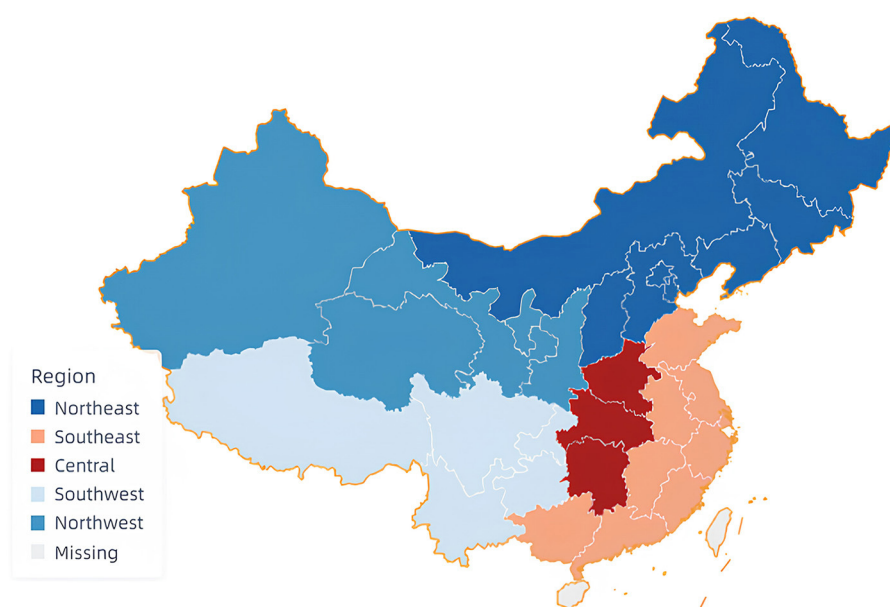 Region
Northeast
Southeast
Central
Southwest
Northwest
Missing